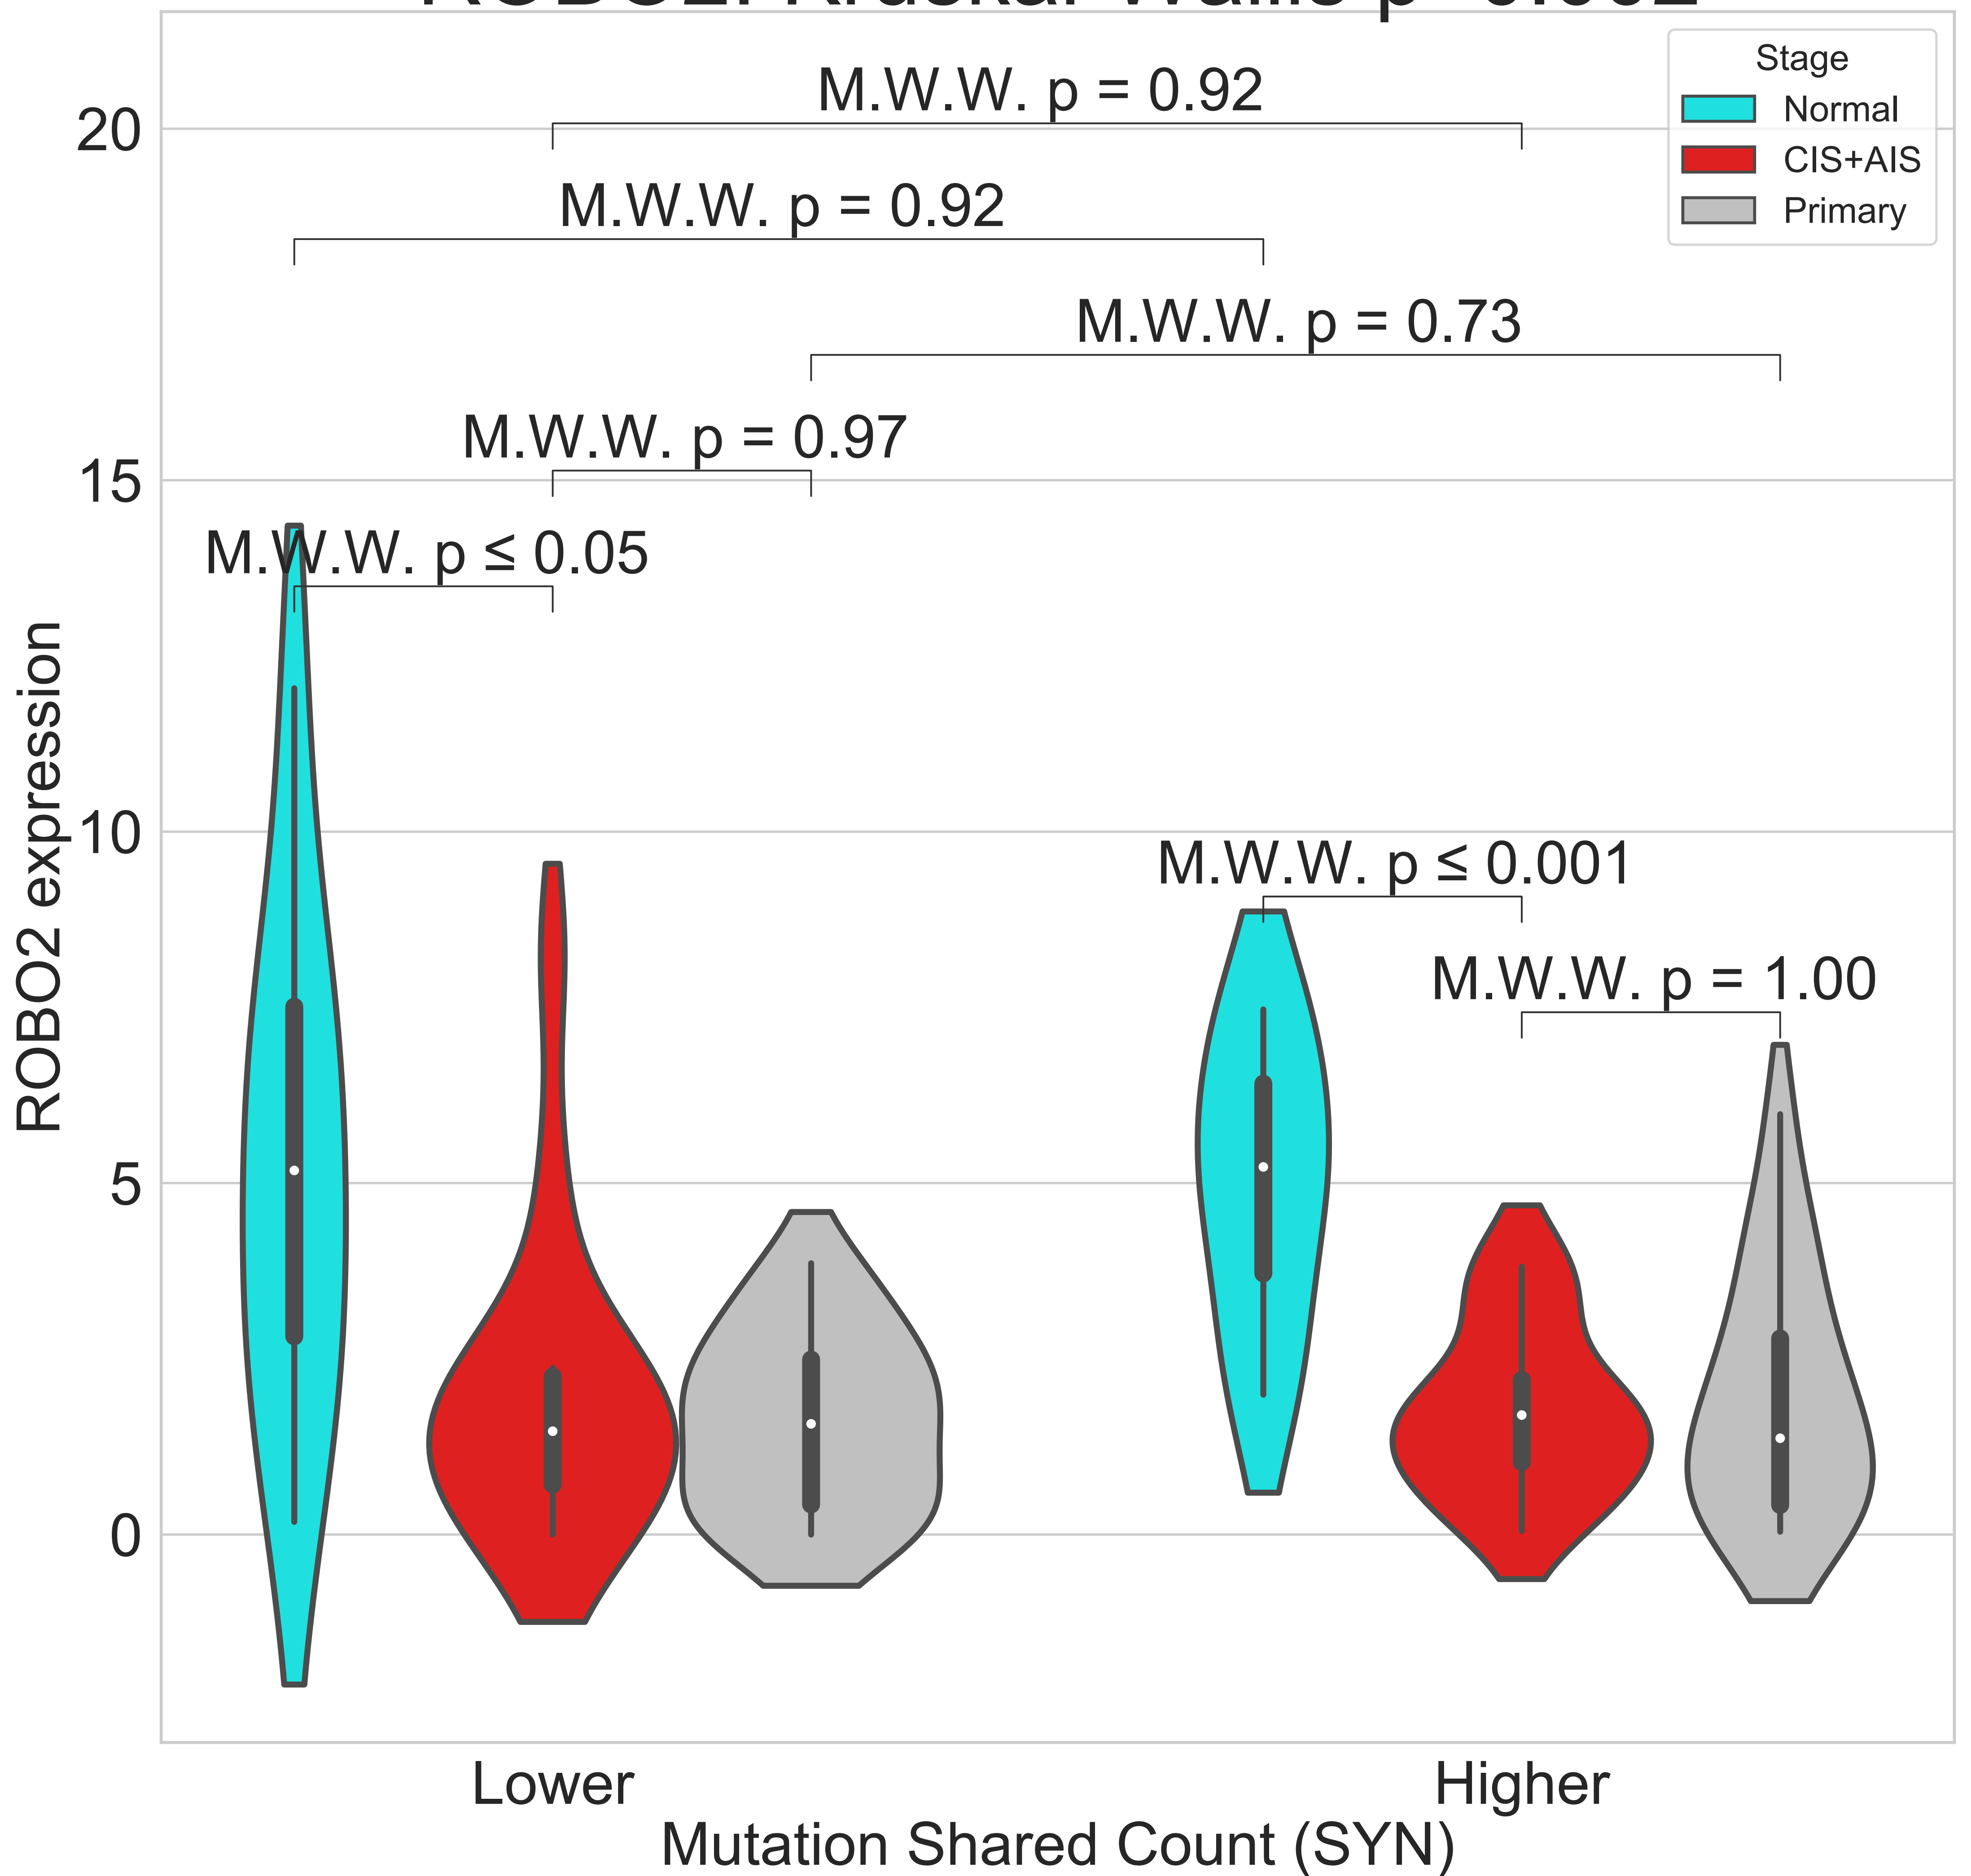 Stage
Normal
CIS+AIS
Primary
M.W.W. p = 0.92
M.W.W. p = 0.92
M.W.W. p = 0.73
M.W.W. p = 0.97
M.W.W. p ≤ 0.05
M.W.W. p ≤ 0.001
M.W.W. p = 1.00
20
15
10
5
0
ROBO2 expression
Lower
Higher
Mutation Shared Count (SYN)